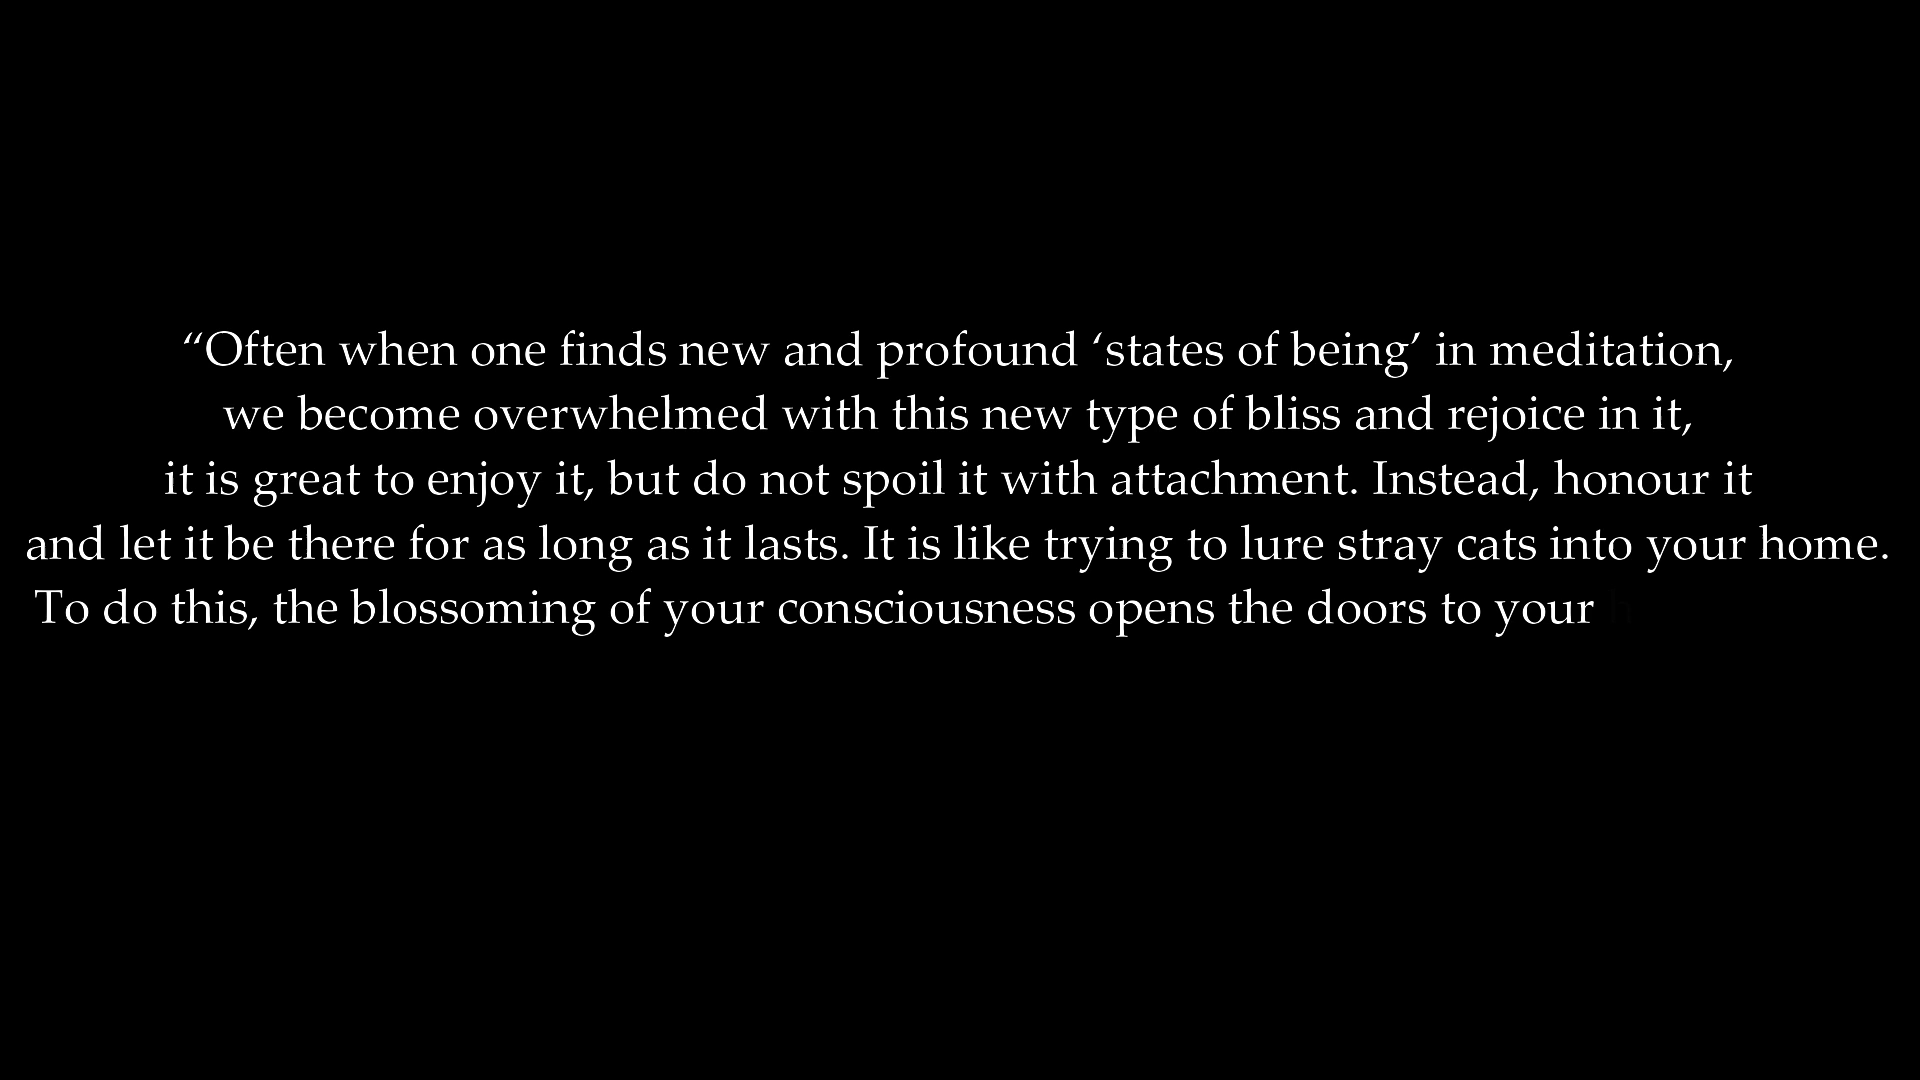 “Often when one finds new and profound ‘states of being’ in meditation,
we become overwhelmed with this new type of bliss and rejoice in it,
it is great to enjoy it, but do not spoil it with attachment. Instead, honour it
and let it be there for as long as it lasts. It is like trying to lure stray cats into your home.
To do this, the blossoming of your consciousness opens the doors to your